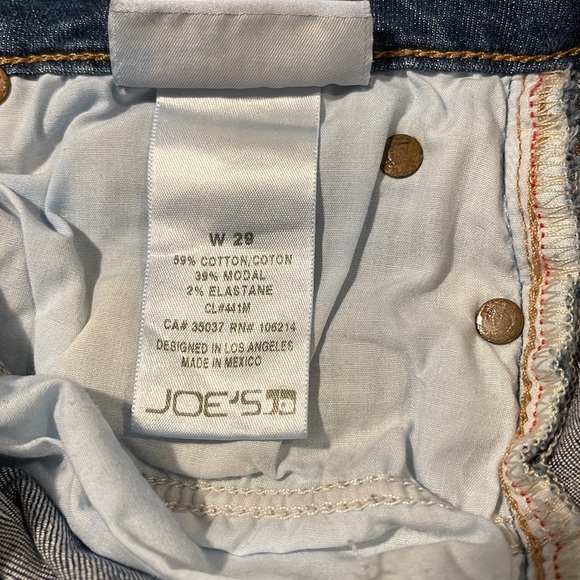 W 29
59% COTTON/COTON
39% MODAL
2% ELASTANE
CL#441M
CA# 35037 RN# 106214
DESIGNED IN LOS ANGELES
MADE IN MEXICO
JOE'S